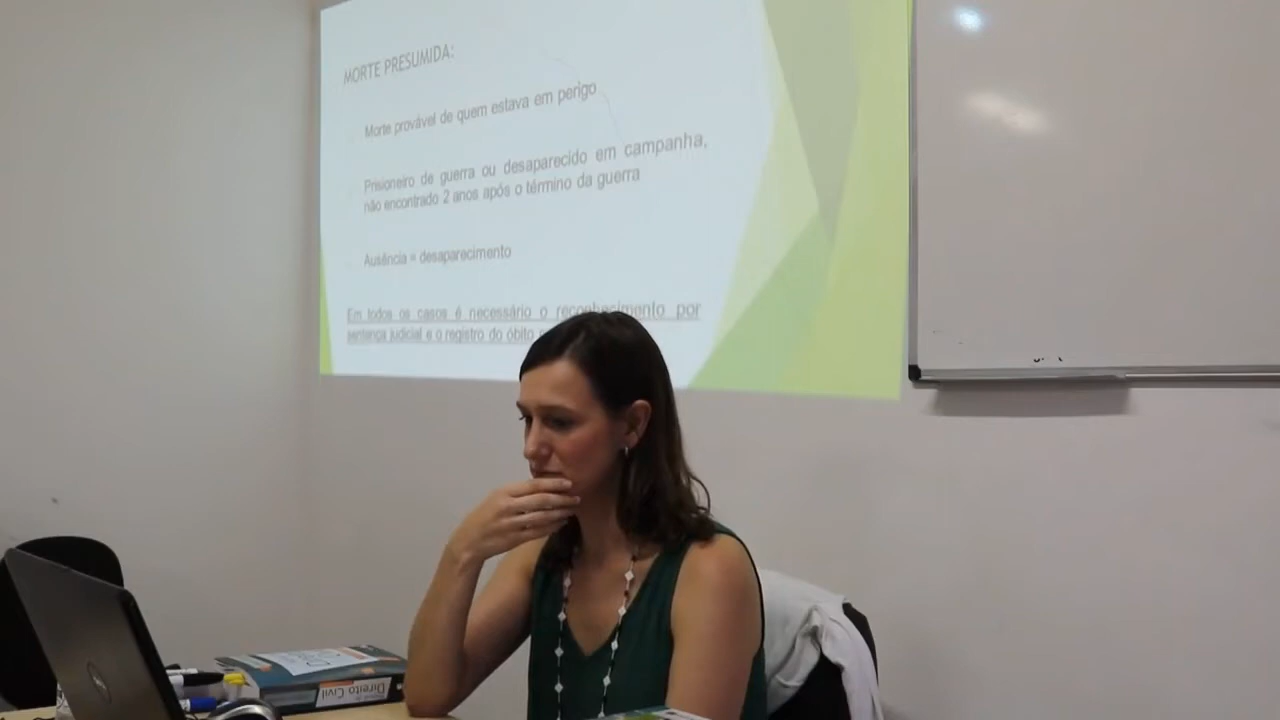 MORTE PRESUMIDA:
Morte provável de quem estava em perigo
Prisioneiro de guerra ou desaparecido em campanha,
não encontrado 2 anos após o término da guerra
Ausência = desaparecimento
Em todos os casos é necessário o reconhecimento por
sentença judicial e o registro do óbito
Direito Civil